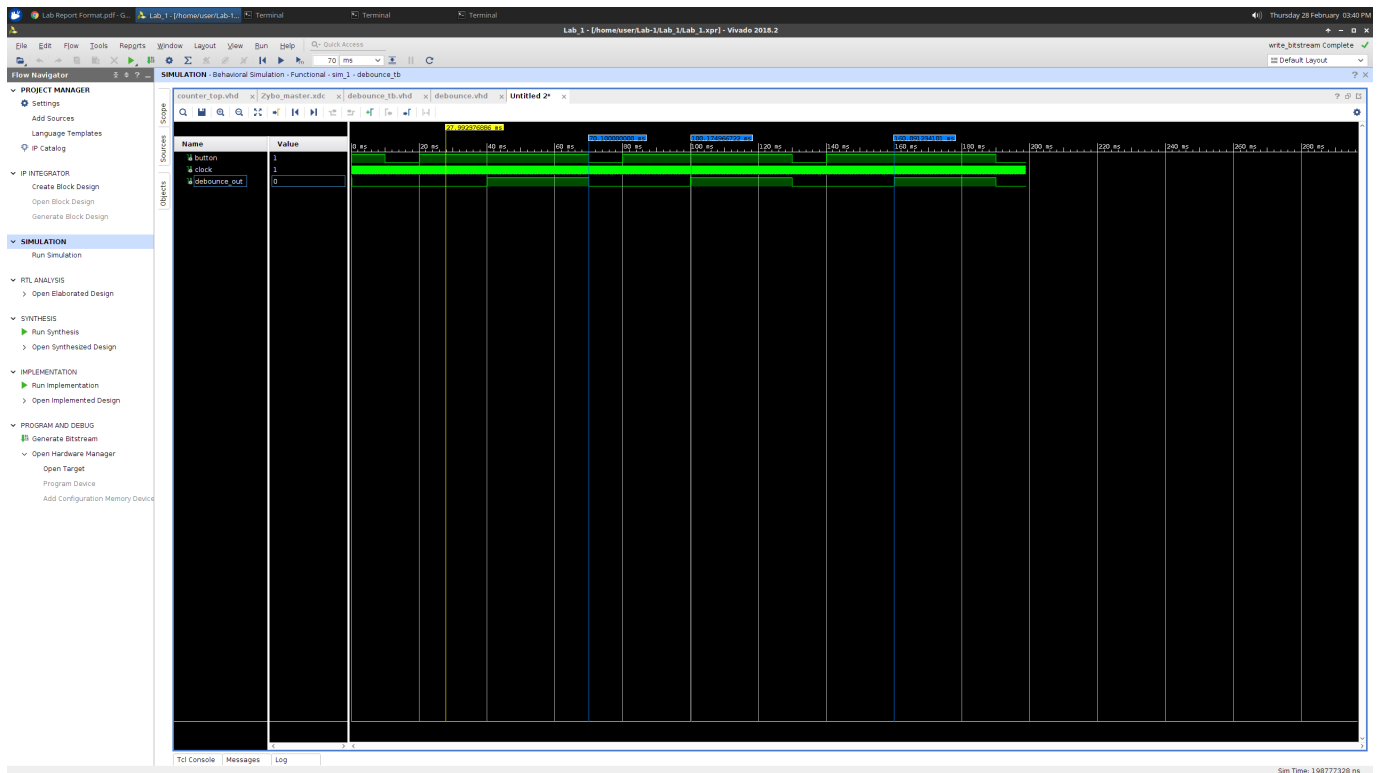 Lab Report Format.pdf - G...
Lab_1 - [/home/user/Lab-1...
Terminal
Terminal
Terminal
Thursday 28 February 03:40 PM
Lab_1 - [/home/user/Lab-1/Lab_1/Lab_1.xpr] - Vivado 2018.2
File Edit Flow Tools Reports Window Layout View Run Help
Quick Access
write_bitstream Complete
70 ms
Default Layout
Flow Navigator
SIMULATION - Behavioral Simulation - Functional - sim_1 - debounce_tb
PROJECT MANAGER
Settings
Add Sources
Language Templates
IP Catalog
IP INTEGRATOR
Create Block Design
Open Block Design
Generate Block Design
SIMULATION
Run Simulation
RTL ANALYSIS
Open Elaborated Design
SYNTHESIS
Run Synthesis
Open Synthesized Design
IMPLEMENTATION
Run Implementation
Open Implemented Design
PROGRAM AND DEBUG
Generate Bitstream
Open Hardware Manager
Open Target
Program Device
Add Configuration Memory Device
Scope
Sources
Objects
counter_top.vhd
Zybo_master.xdc
debounce_tb.vhd
debounce.vhd
Untitled 2*
27.992376886 ms
70.100000000 ms
100.174966722 ms
160.091394181 ms
Name Value
0 ms 20 ms 40 ms 60 ms 80 ms 100 ms 120 ms 140 ms 160 ms 180 ms 200 ms 220 ms 240 ms 260 ms 280 ms
button 1
clock 1
debounce_out 0
Tcl Console Messages Log
Sim Time: 198777328 ns